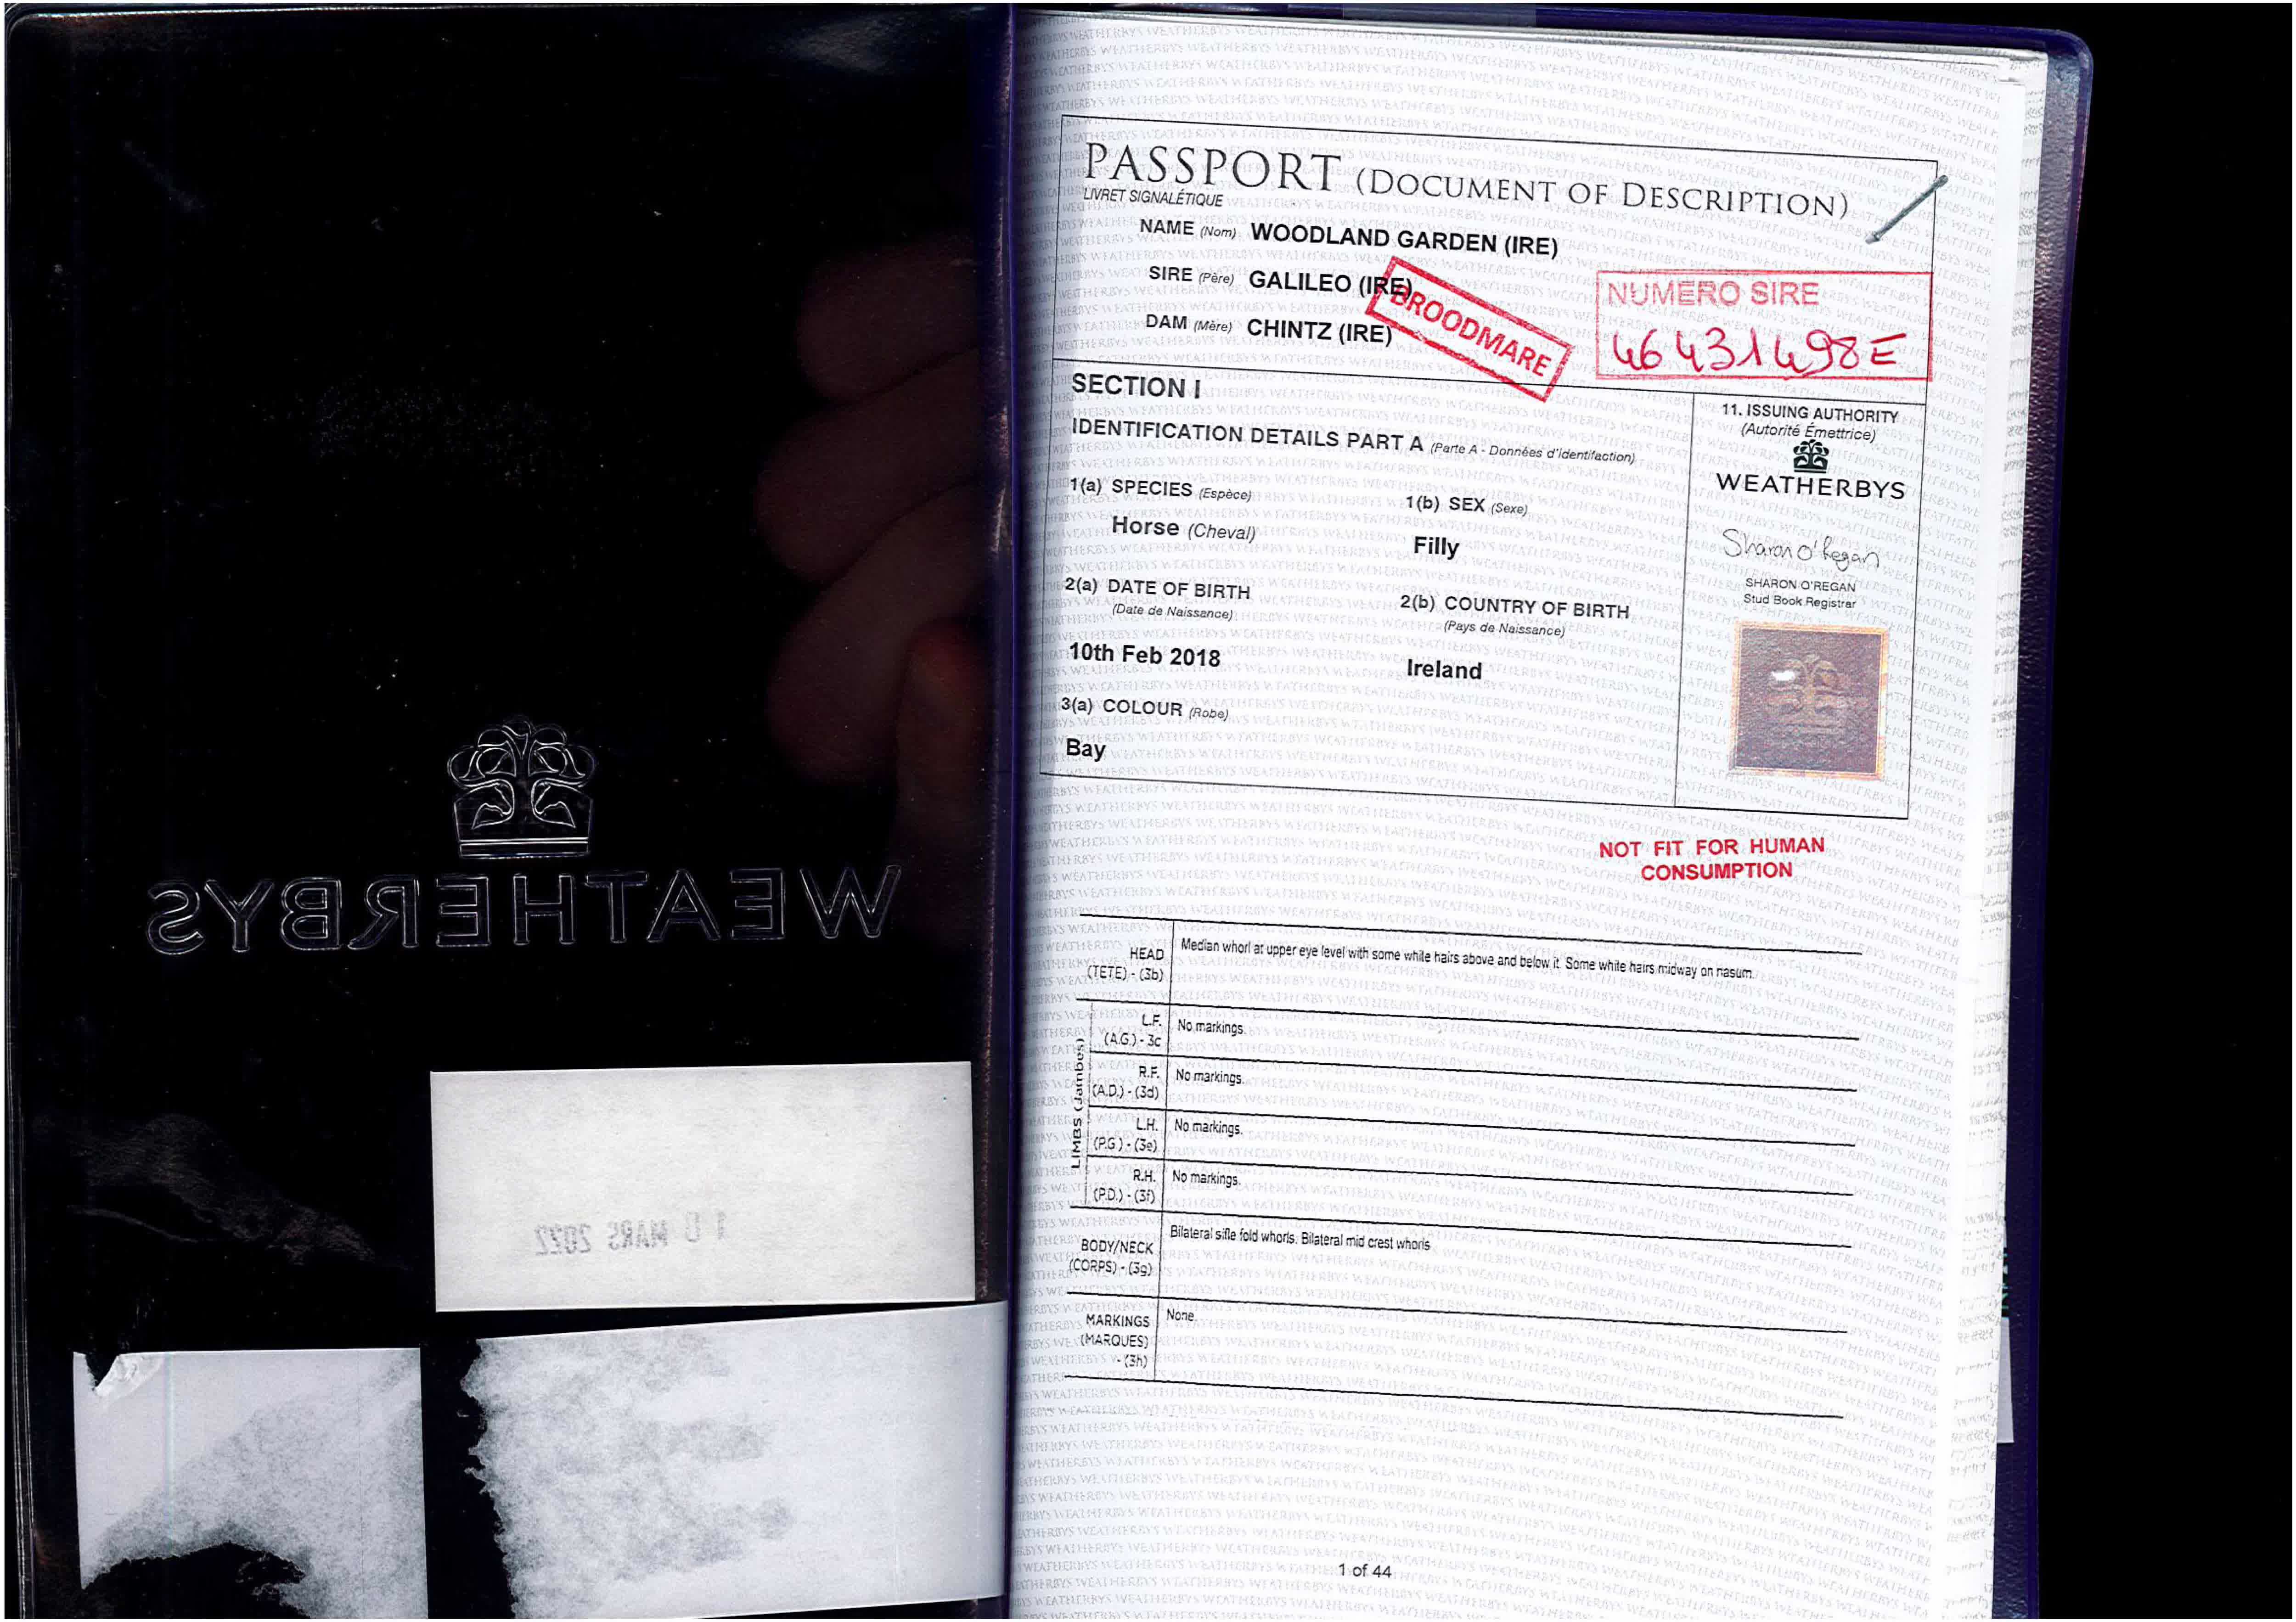 WEATHERBYS
10 MARS 2022
PASSPORT (DOCUMENT OF DESCRIPTION)
LIVRET SIGNALÉTIQUE
NAME (Nom) WOODLAND GARDEN (IRE)
SIRE (Père) GALILEO (IRE)
DAM (Mère) CHINTZ (IRE)
BROODMARE
NUMERO SIRE
46431498E
SECTION I
IDENTIFICATION DETAILS PART A (Parte A - Données d'identifaction)
1(a) SPECIES (Espèce)
Horse (Cheval)
1(b) SEX (Sexe)
Filly
2(a) DATE OF BIRTH
(Date de Naissance)
10th Feb 2018
2(b) COUNTRY OF BIRTH
(Pays de Naissance)
Ireland
3(a) COLOUR (Robe)
Bay
11. ISSUING AUTHORITY
(Autorité Émettrice)
WEATHERBYS
Sharon O'Regan
SHARON O'REGAN
Stud Book Registrar
NOT FIT FOR HUMAN
CONSUMPTION
HEAD
(TETE) - (3b)
Median whorl at upper eye level with some white hairs above and below it. Some white hairs midway on nasum.
LIMBS (Jambes)
L.F.
(A.G.) - 3c
No markings.
R.F.
(A.D.) - (3d)
No markings.
L.H.
(P.G.) - (3e)
No markings.
R.H.
(P.D.) - (3f)
No markings.
BODY/NECK
(CORPS) - (3g)
Bilateral sifle fold whorls. Bilateral mid crest whorls
MARKINGS
(MARQUES)
- (3h)
None.
1 of 44